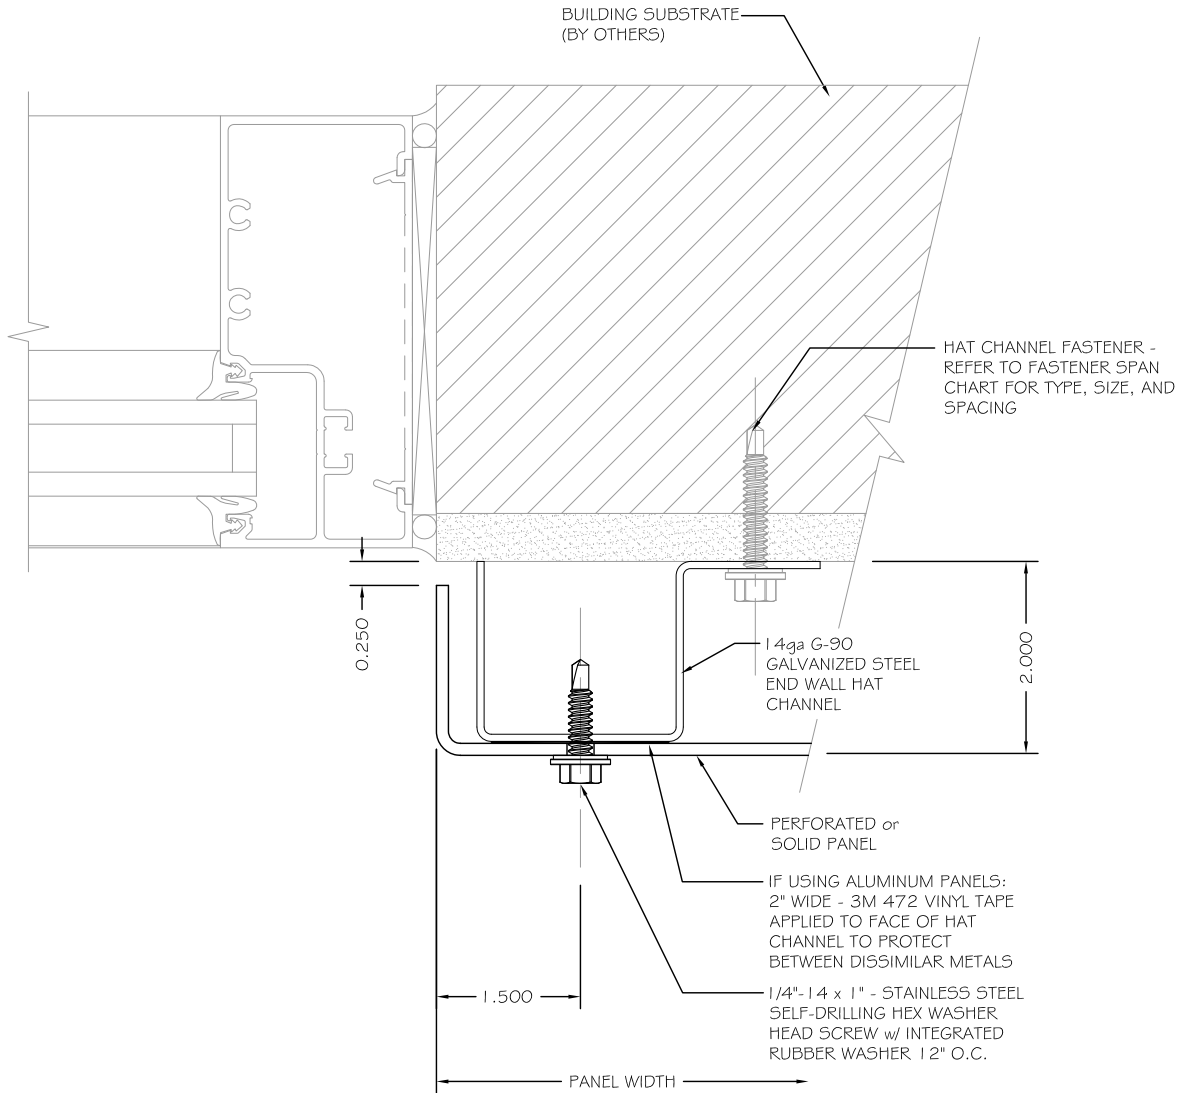 BUILDING SUBSTRATE
(BY OTHERS)
HAT CHANNEL FASTENER -
REFER TO FASTENER SPAN
CHART FOR TYPE, SIZE, AND
SPACING
0.250
2.000
14ga G-90
GALVANIZED STEEL
END WALL HAT
CHANNEL
PERFORATED or
SOLID PANEL
IF USING ALUMINUM PANELS:
2" WIDE - 3M 472 VINYL TAPE
APPLIED TO FACE OF HAT
CHANNEL TO PROTECT
BETWEEN DISSIMILAR METALS
1.500
1/4"-14 x 1" - STAINLESS STEEL
SELF-DRILLING HEX WASHER
HEAD SCREW w/ INTEGRATED
RUBBER WASHER 12" O.C.
PANEL WIDTH